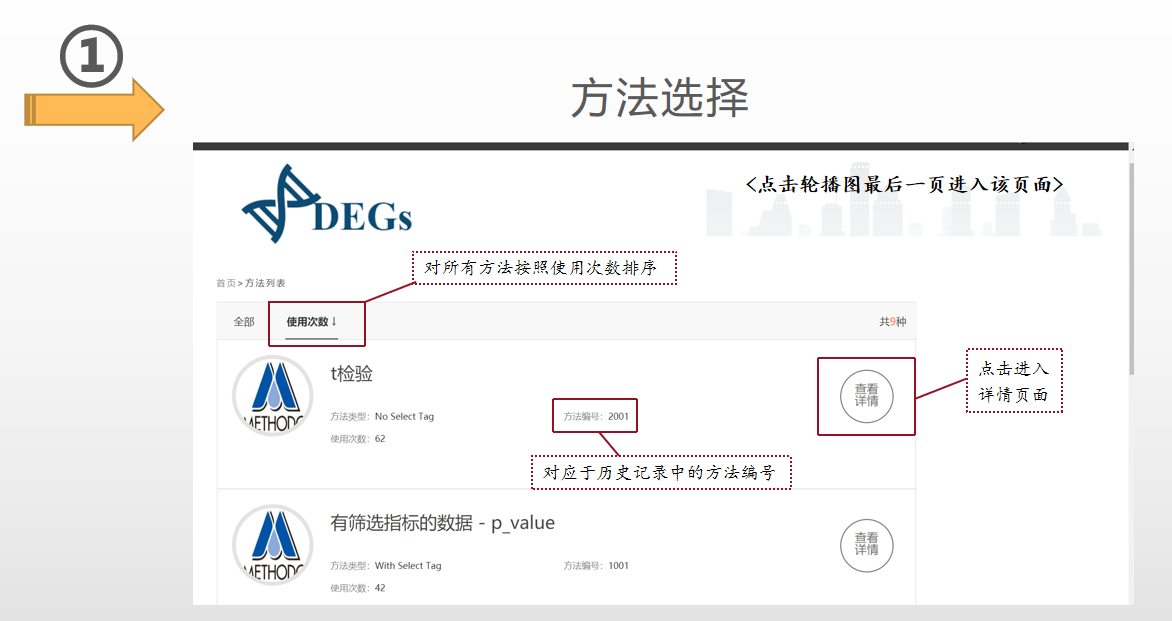 ①
方法选择
<点击轮播图最后一页进入该页面>
DEGs
对所有方法按照使用次数排序
首页>方法列表
全部 使用次数↓ 共9种
t检验
方法类型：No Select Tag 方法编号：2001
使用次数：62
METHODO
查看
详情
点击进入
详情页面
对应于历史记录中的方法编号
有筛选指标的数据 - p_value
方法类型：With Select Tag 方法编号：1001
使用次数：42
METHODO
查看
详情